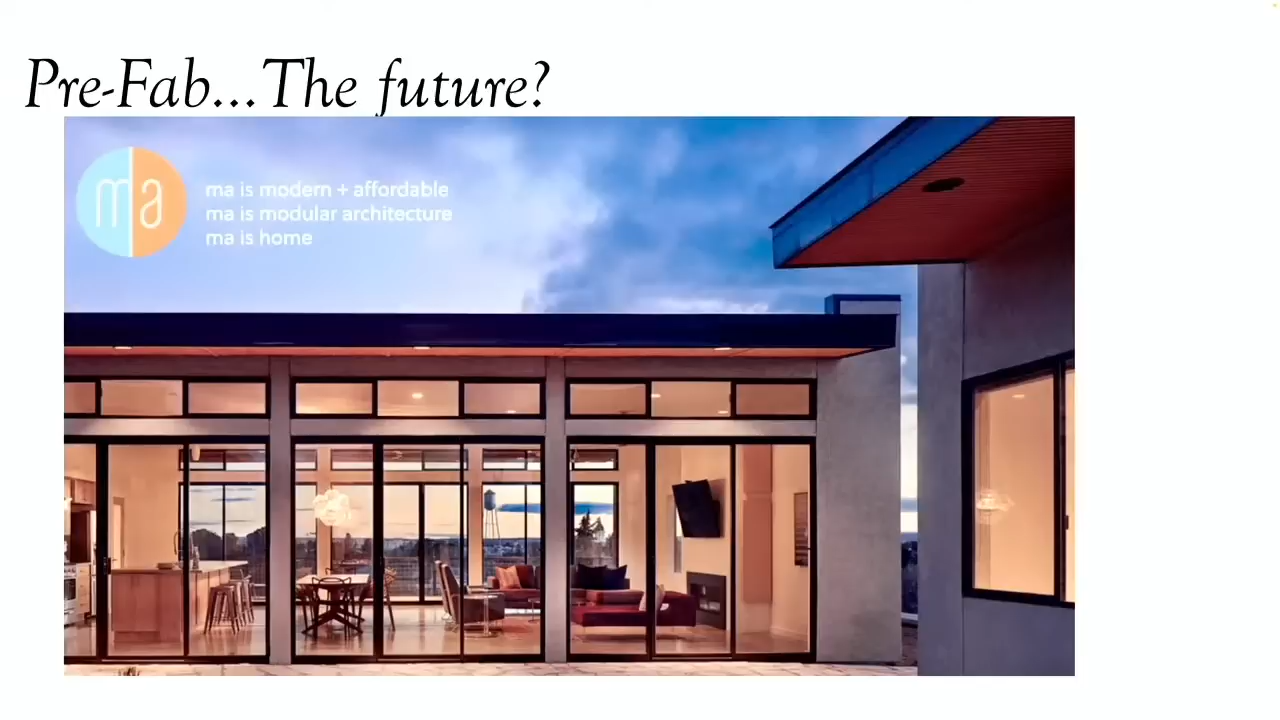 Pre-Fab...The future?
ma
ma is modern + affordable
ma is modular architecture
ma is home